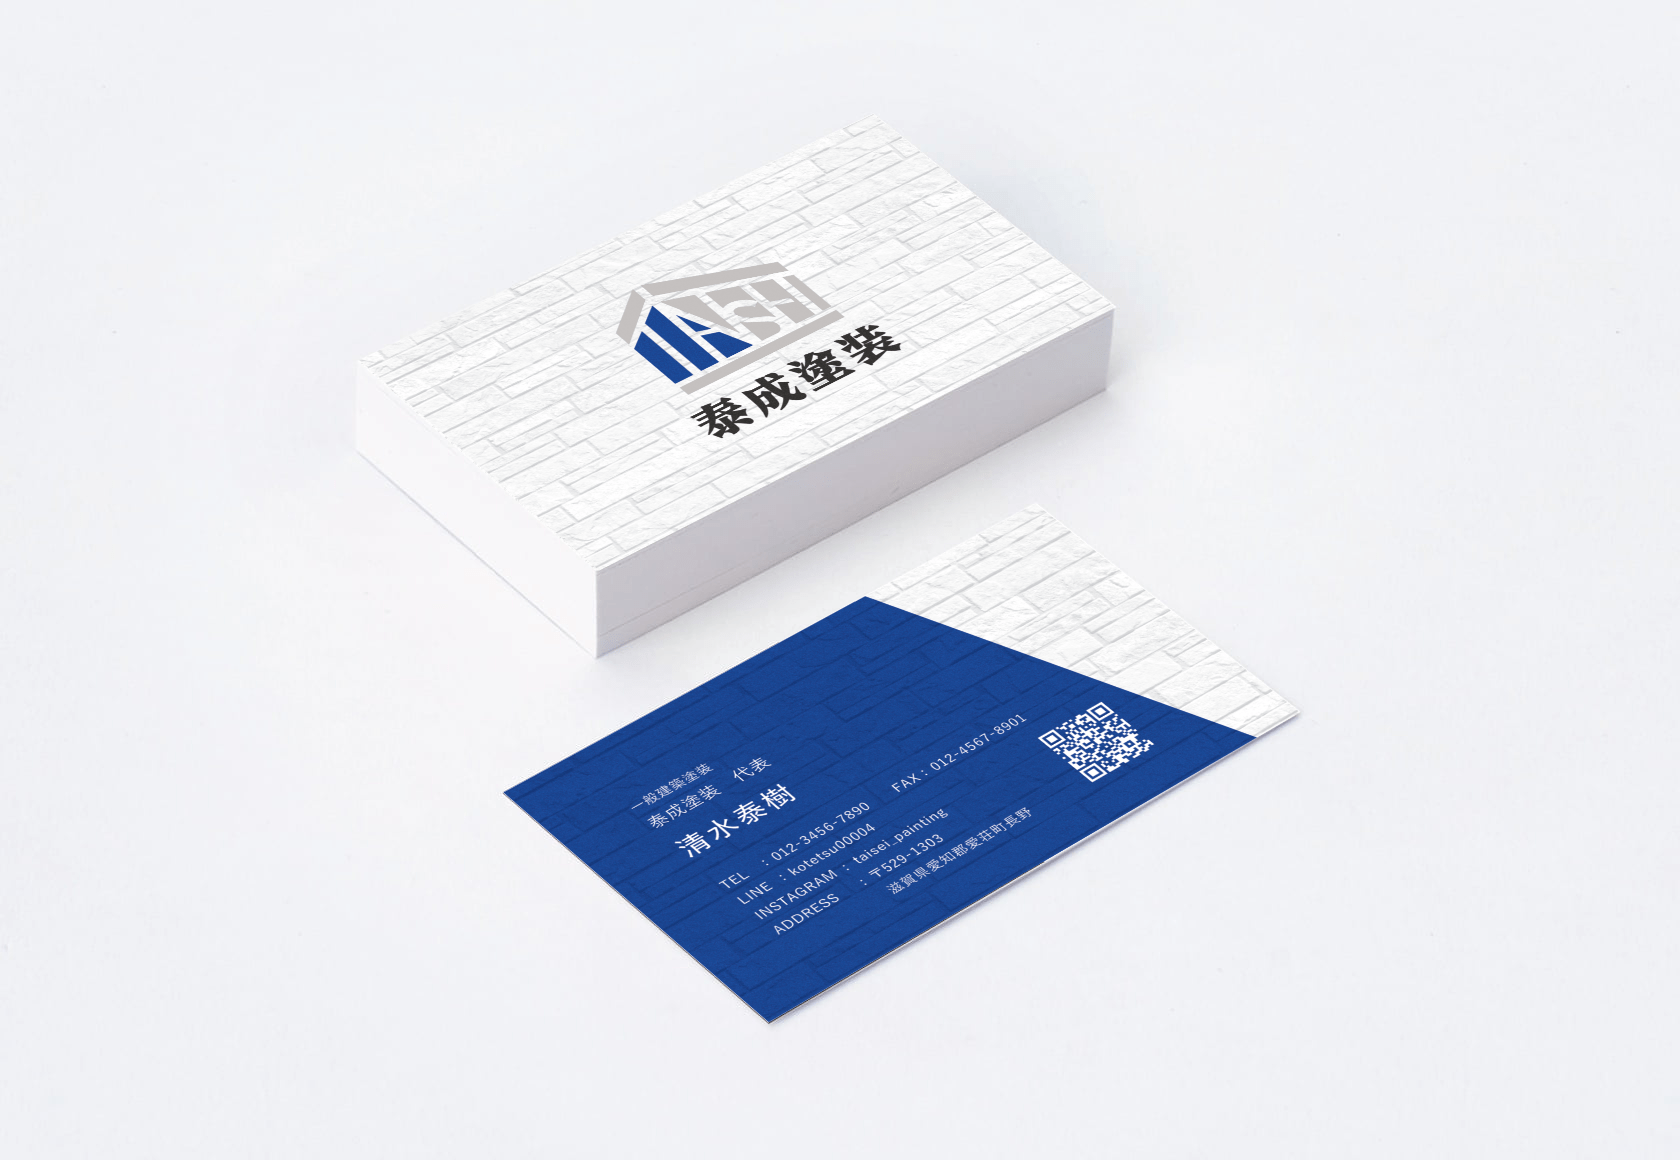 TAISEI
泰成塗装
一般建築塗装
泰成塗装 代表
清水泰樹
TEL : 012-3456-7890 FAX : 012-4567-8901
LINE : kotetsu00004
INSTAGRAM : taisei_painting
ADDRESS : 〒529-1303
滋賀県愛知郡愛荘町長野